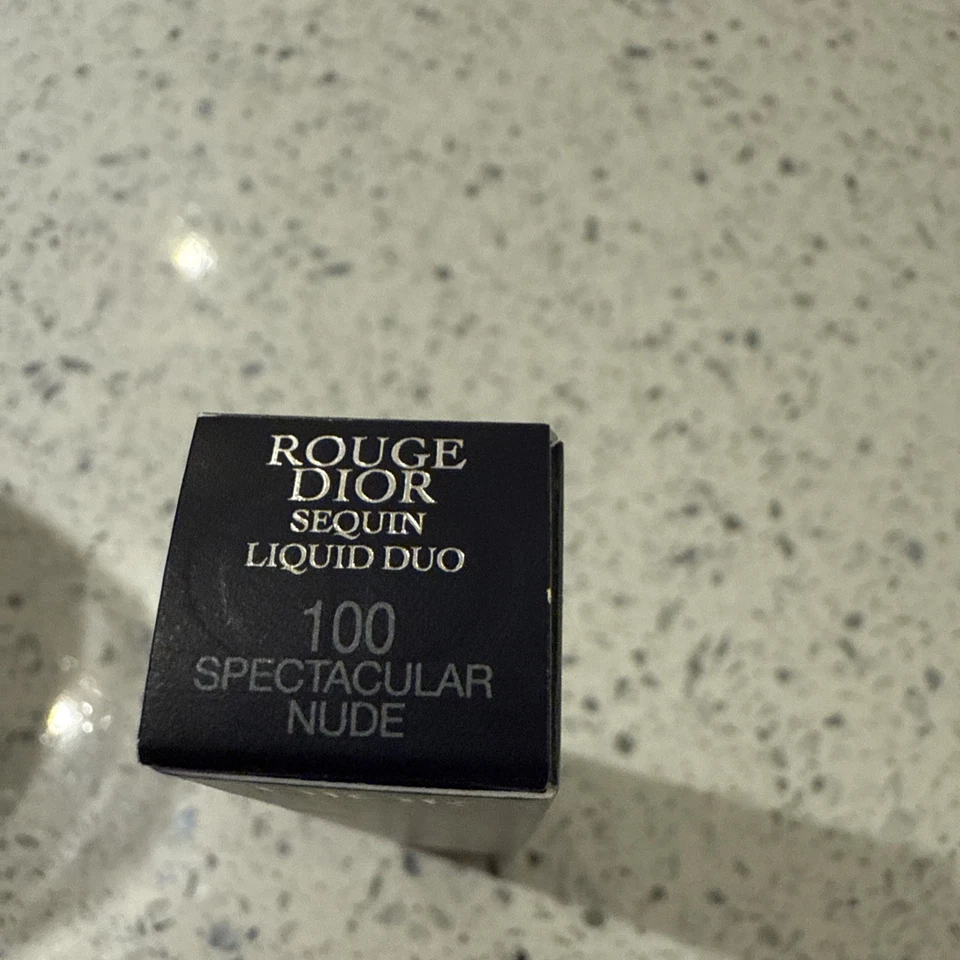 ROUGE
DIOR
SEQUIN
LIQUID DUO
100
SPECTACULAR
NUDE